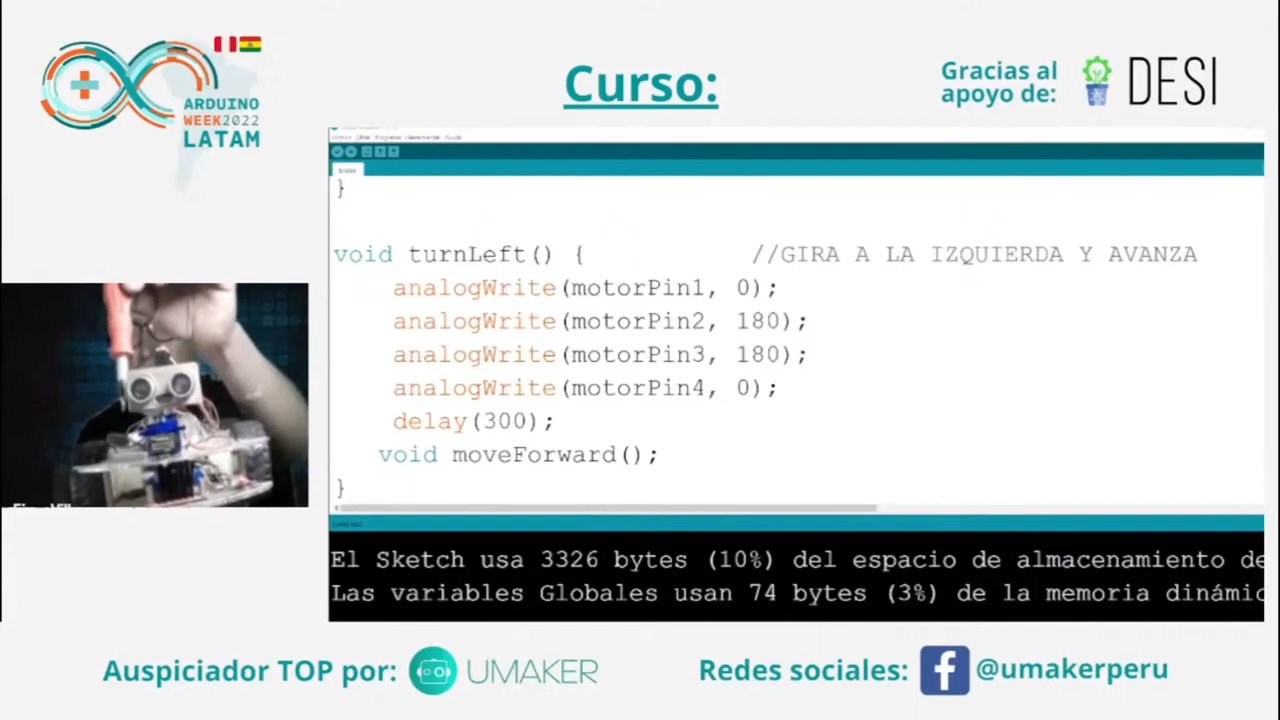 ARDUINO
WEEK2022
LATAM
Curso:
Gracias al
apoyo de:
DESI
}
void turnLeft() { //GIRA A LA IZQUIERDA Y AVANZA
analogWrite(motorPin1, 0);
analogWrite(motorPin2, 180);
analogWrite(motorPin3, 180);
analogWrite(motorPin4, 0);
delay(300);
void moveForward();
}
El Sketch usa 3326 bytes (10%) del espacio de almacenamiento de
Las variables Globales usan 74 bytes (3%) de la memoria dinámic
Auspiciador TOP por:
UMAKER
Redes sociales:
@umakerperu